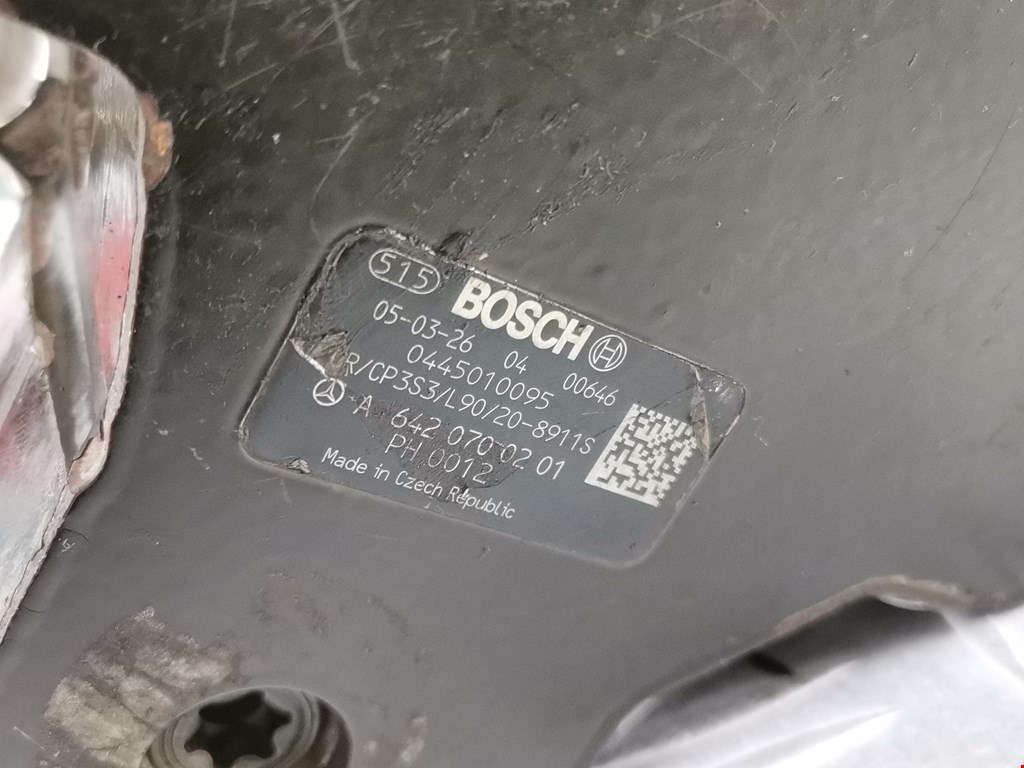 515 BOSCH
05-03-26 04 00646
0445010095
R/CP3S3/L90/20-8911S
A 642 070 02 01
PH 0012
Made in Czech Republic